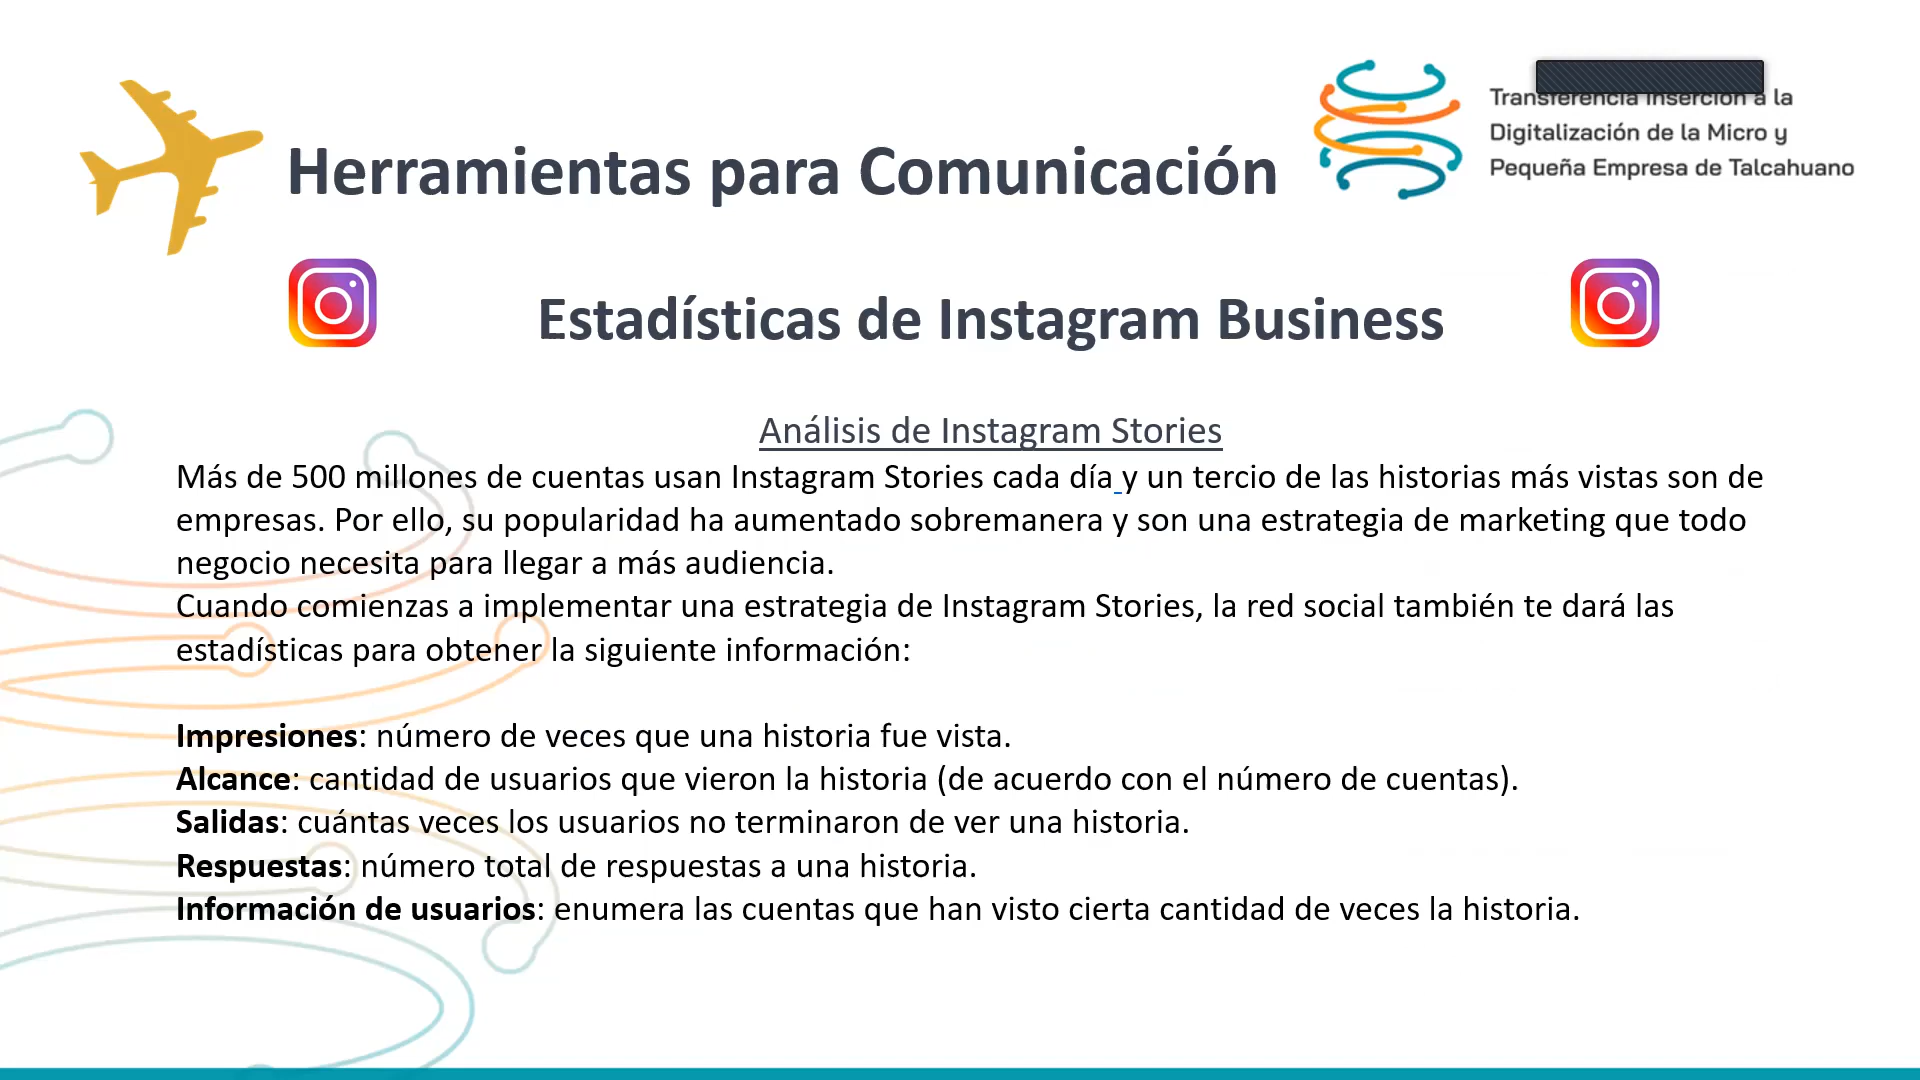 Transferencia Inserción a la
Digitalización de la Micro y
Pequeña Empresa de Talcahuano
Herramientas para Comunicación
Estadísticas de Instagram Business
Análisis de Instagram Stories
Más de 500 millones de cuentas usan Instagram Stories cada día y un tercio de las historias más vistas son de
empresas. Por ello, su popularidad ha aumentado sobremanera y son una estrategia de marketing que todo
negocio necesita para llegar a más audiencia.
Cuando comienzas a implementar una estrategia de Instagram Stories, la red social también te dará las
estadísticas para obtener la siguiente información:
Impresiones: número de veces que una historia fue vista.
Alcance: cantidad de usuarios que vieron la historia (de acuerdo con el número de cuentas).
Salidas: cuántas veces los usuarios no terminaron de ver una historia.
Respuestas: número total de respuestas a una historia.
Información de usuarios: enumera las cuentas que han visto cierta cantidad de veces la historia.